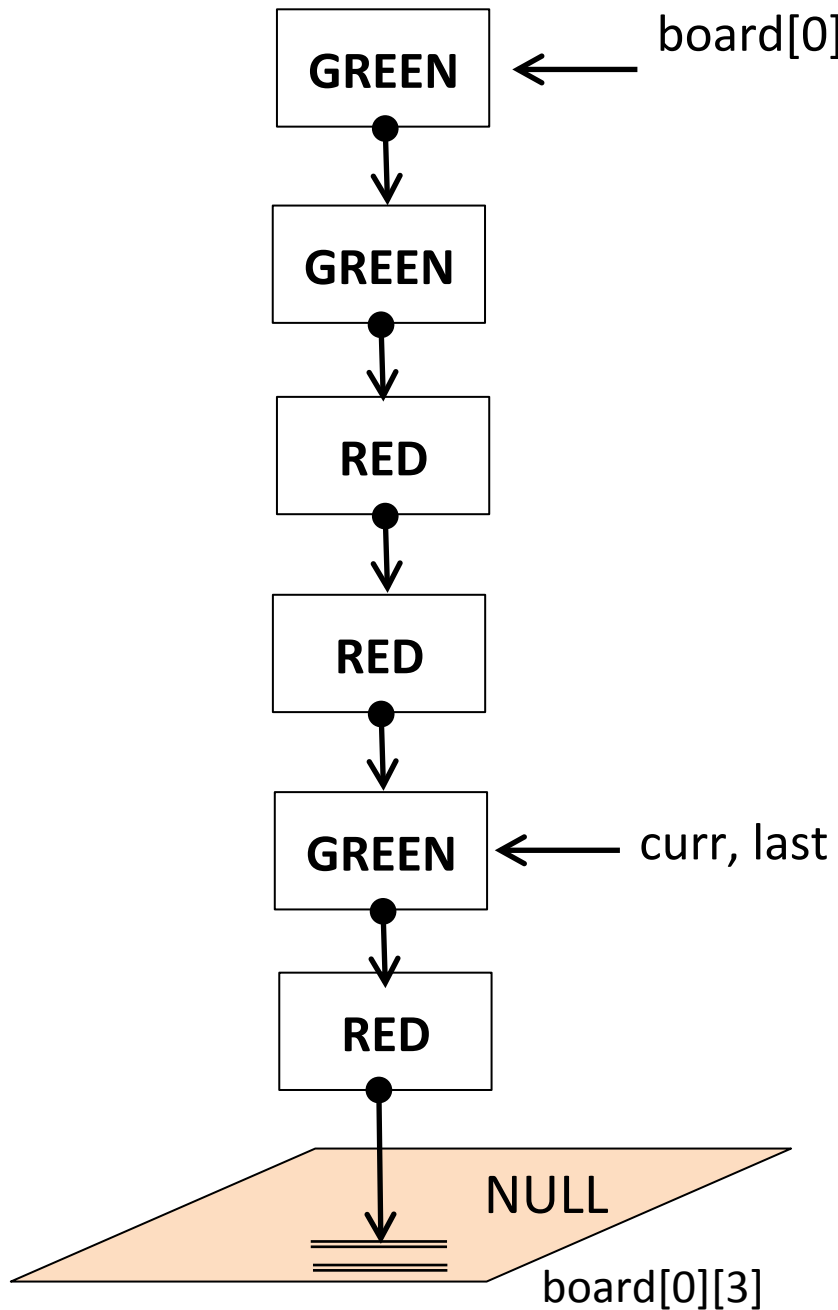 GREEN
board[0]
GREEN
RED
RED
GREEN
curr, last
RED
NULL
board[0][3]